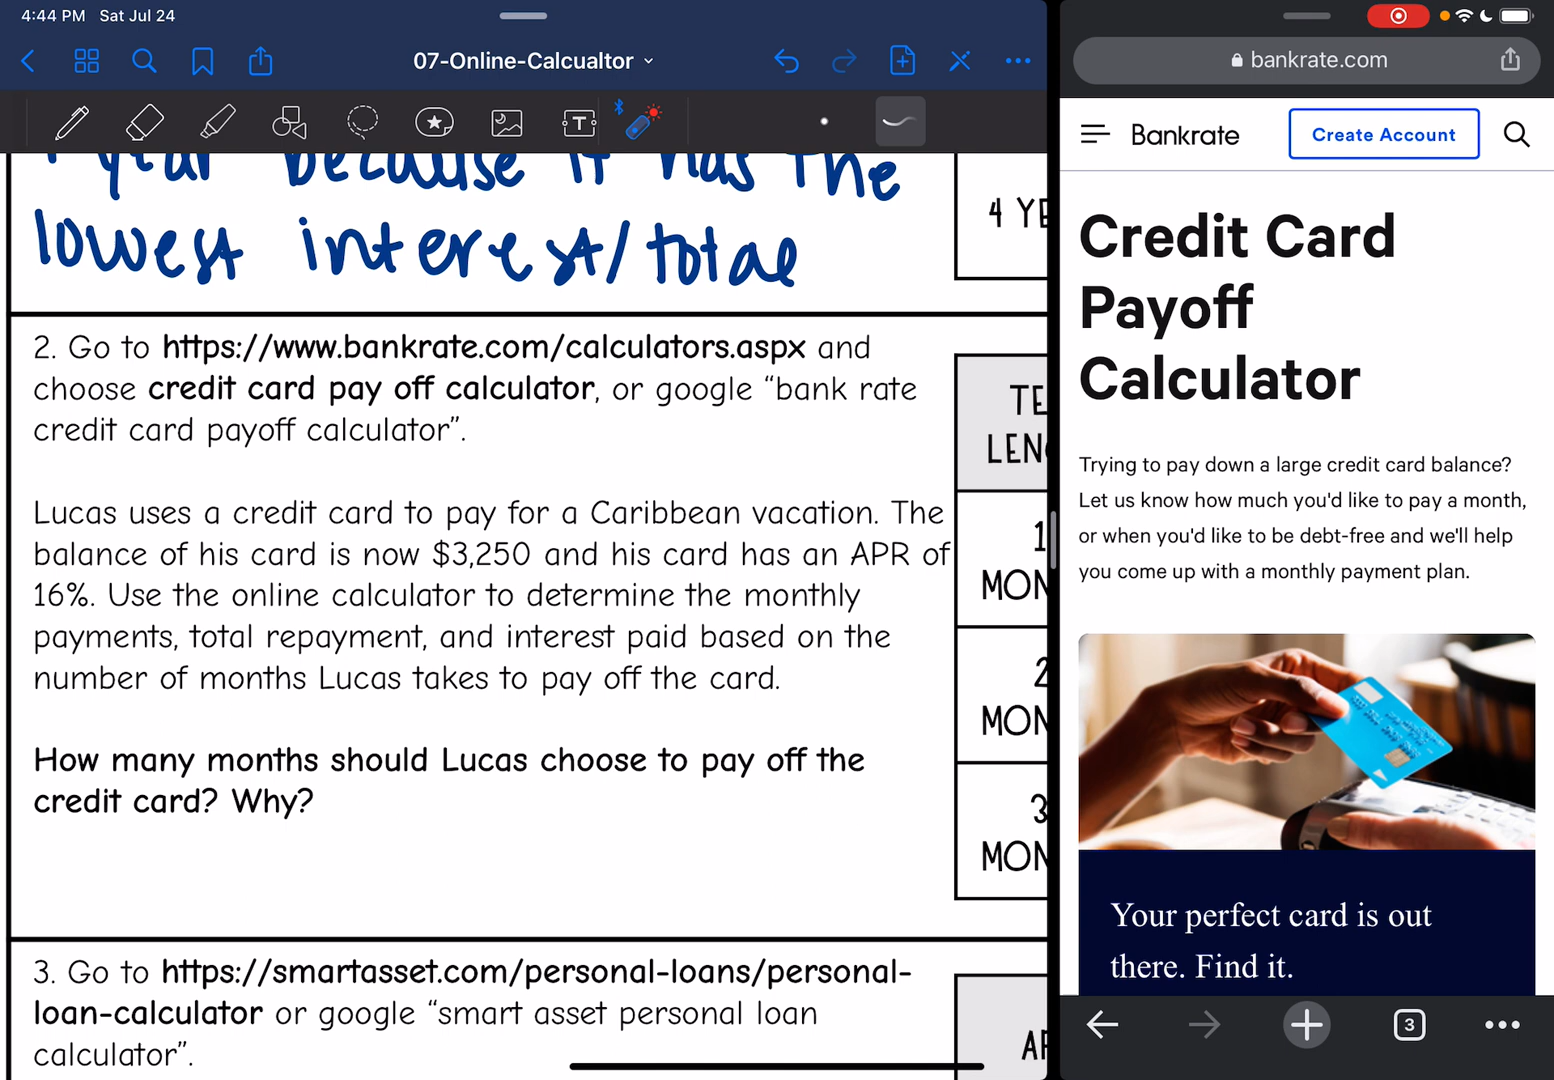 4:44 PM Sat Jul 24
07-Online-Calcualtor
T
year because it has the
lowest interest/total
4 YE
2. Go to https://www.bankrate.com/calculators.aspx and
choose credit card pay off calculator, or google “bank rate
credit card payoff calculator”.
Lucas uses a credit card to pay for a Caribbean vacation. The
balance of his card is now $3,250 and his card has an APR of
16%. Use the online calculator to determine the monthly
payments, total repayment, and interest paid based on the
number of months Lucas takes to pay off the card.
How many months should Lucas choose to pay off the
credit card? Why?
TE
LEN
1
MON
2
MON
3
MON
3. Go to https://smartasset.com/personal-loans/personal-
loan-calculator or google “smart asset personal loan
calculator”.
AP
bankrate.com
Bankrate
Create Account
Credit Card
Payoff
Calculator
Trying to pay down a large credit card balance?
Let us know how much you'd like to pay a month,
or when you'd like to be debt-free and we'll help
you come up with a monthly payment plan.
Your perfect card is out
there. Find it.
3